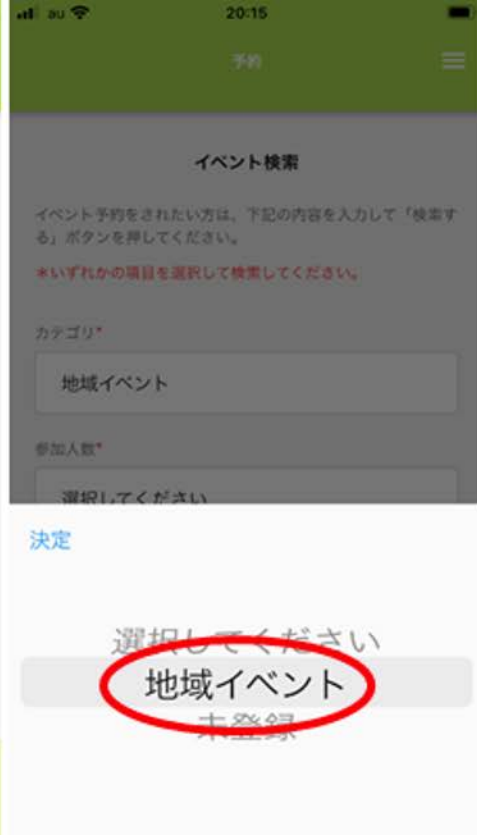 au 20:15
予約
イベント検索
イベント予約をされたい方は、下記の内容を入力して「検索す
る」ボタンを押してください。
*いずれかの項目を選択して検索してください。
カテゴリ*
地域イベント
参加人数*
選択してください
決定
選択してください
地域イベント
未登録